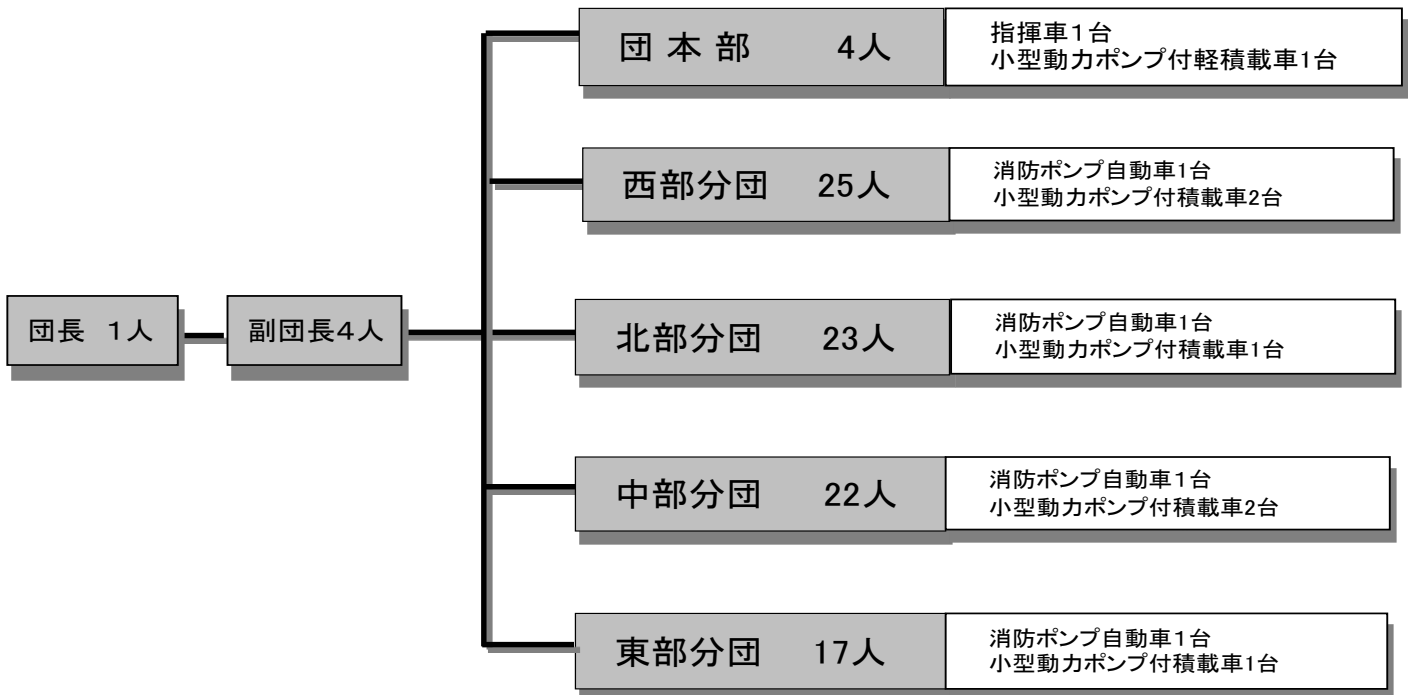 団長 1人
副団長4人
団 本 部 4人
指揮車1台
小型動力ポンプ付軽積載車1台
西部分団 25人
消防ポンプ自動車1台
小型動力ポンプ付積載車2台
北部分団 23人
消防ポンプ自動車1台
小型動力ポンプ付積載車1台
中部分団 22人
消防ポンプ自動車1台
小型動力ポンプ付積載車2台
東部分団 17人
消防ポンプ自動車1台
小型動力ポンプ付積載車1台